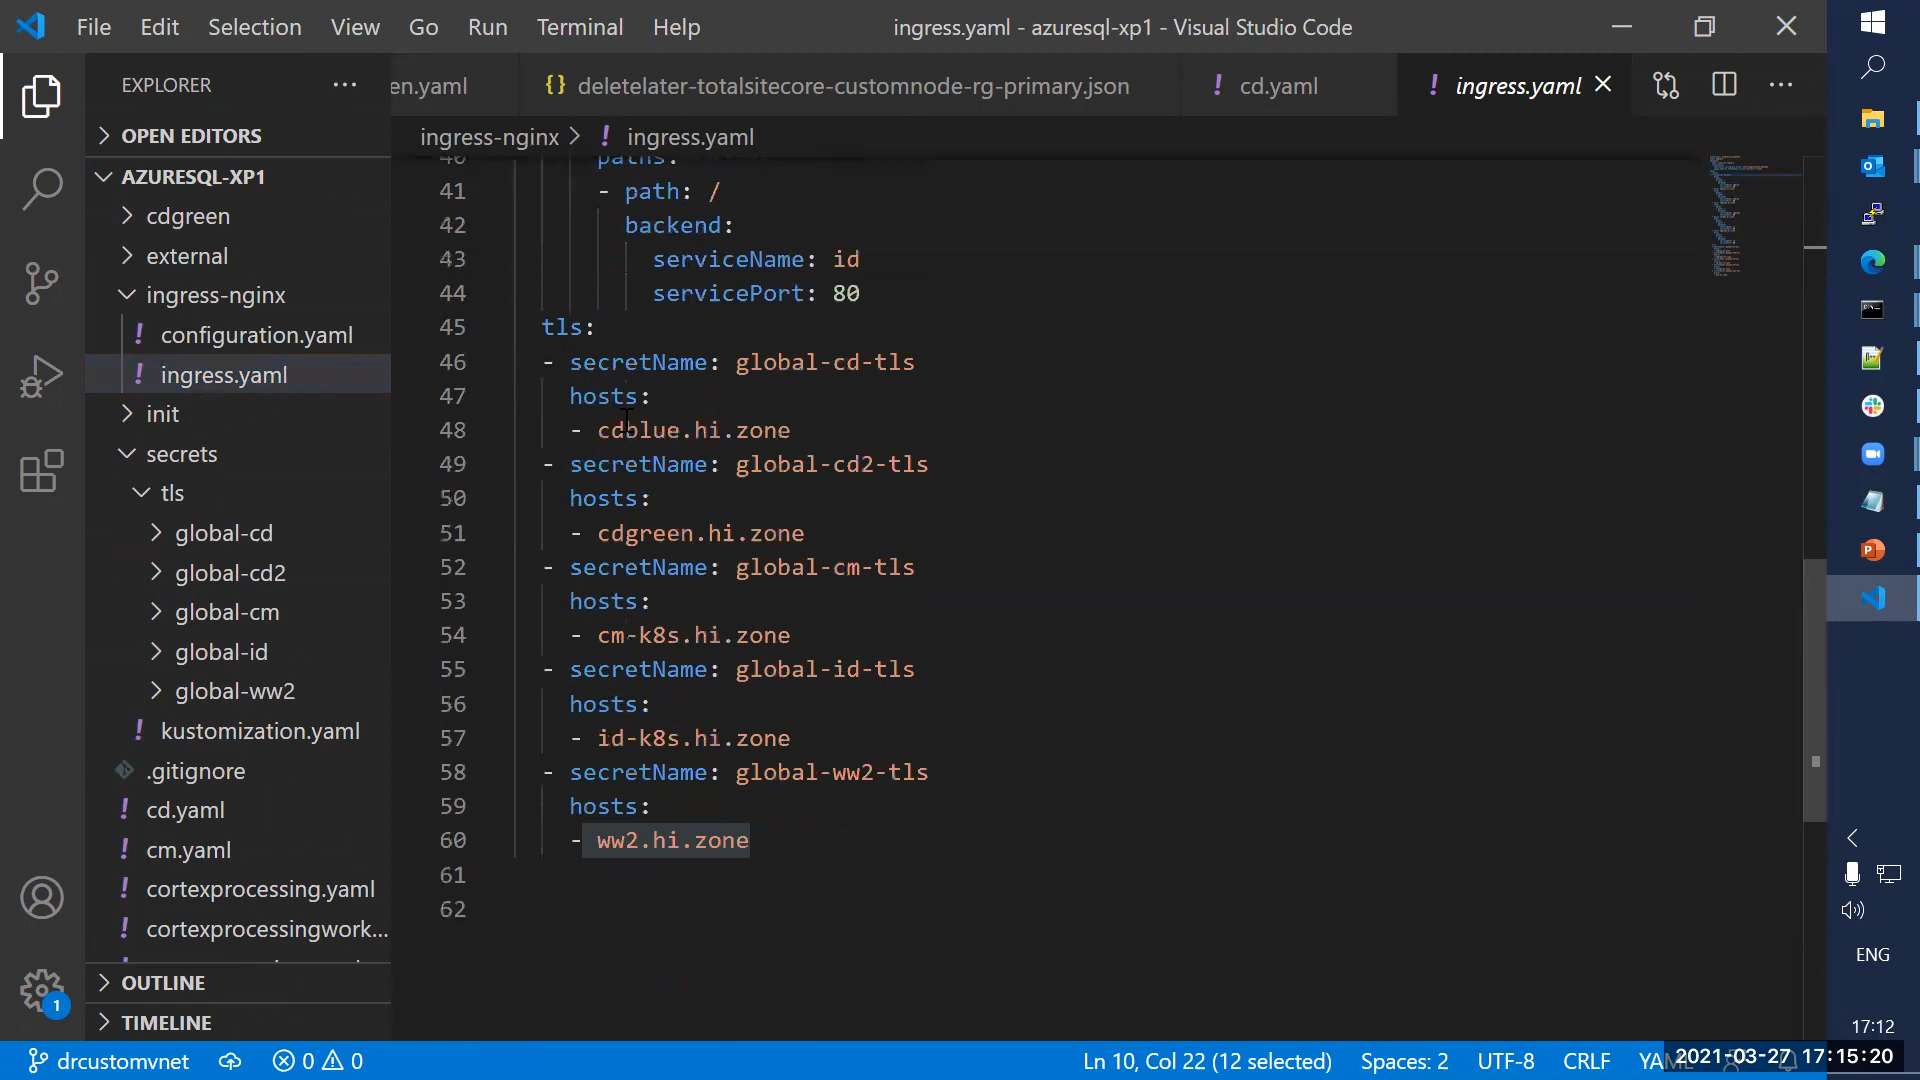 File Edit Selection View Go Run Terminal Help
ingress.yaml - azuresql-xp1 - Visual Studio Code
EXPLORER
en.yaml
{} deletelater-totalsitecore-customnode-rg-primary.json
! cd.yaml
! ingress.yaml
OPEN EDITORS
ingress-nginx > ! ingress.yaml
AZURESQL-XP1
cdgreen
external
ingress-nginx
! configuration.yaml
! ingress.yaml
init
secrets
tls
global-cd
global-cd2
global-cm
global-id
global-ww2
! kustomization.yaml
.gitignore
! cd.yaml
! cm.yaml
! cortexprocessing.yaml
! cortexprocessingwork...
OUTLINE
TIMELINE
40 paths:
41 - path: /
42 backend:
43 serviceName: id
44 servicePort: 80
45 tls:
46 - secretName: global-cd-tls
47 hosts:
48 - cdblue.hi.zone
49 - secretName: global-cd2-tls
50 hosts:
51 - cdgreen.hi.zone
52 - secretName: global-cm-tls
53 hosts:
54 - cm-k8s.hi.zone
55 - secretName: global-id-tls
56 hosts:
57 - id-k8s.hi.zone
58 - secretName: global-ww2-tls
59 hosts:
60 - ww2.hi.zone
61
62
1
drcustomvnet
0 0
Ln 10, Col 22 (12 selected)
Spaces: 2
UTF-8
CRLF
YAML
ENG
17:12
2021-03-27 17:15:20